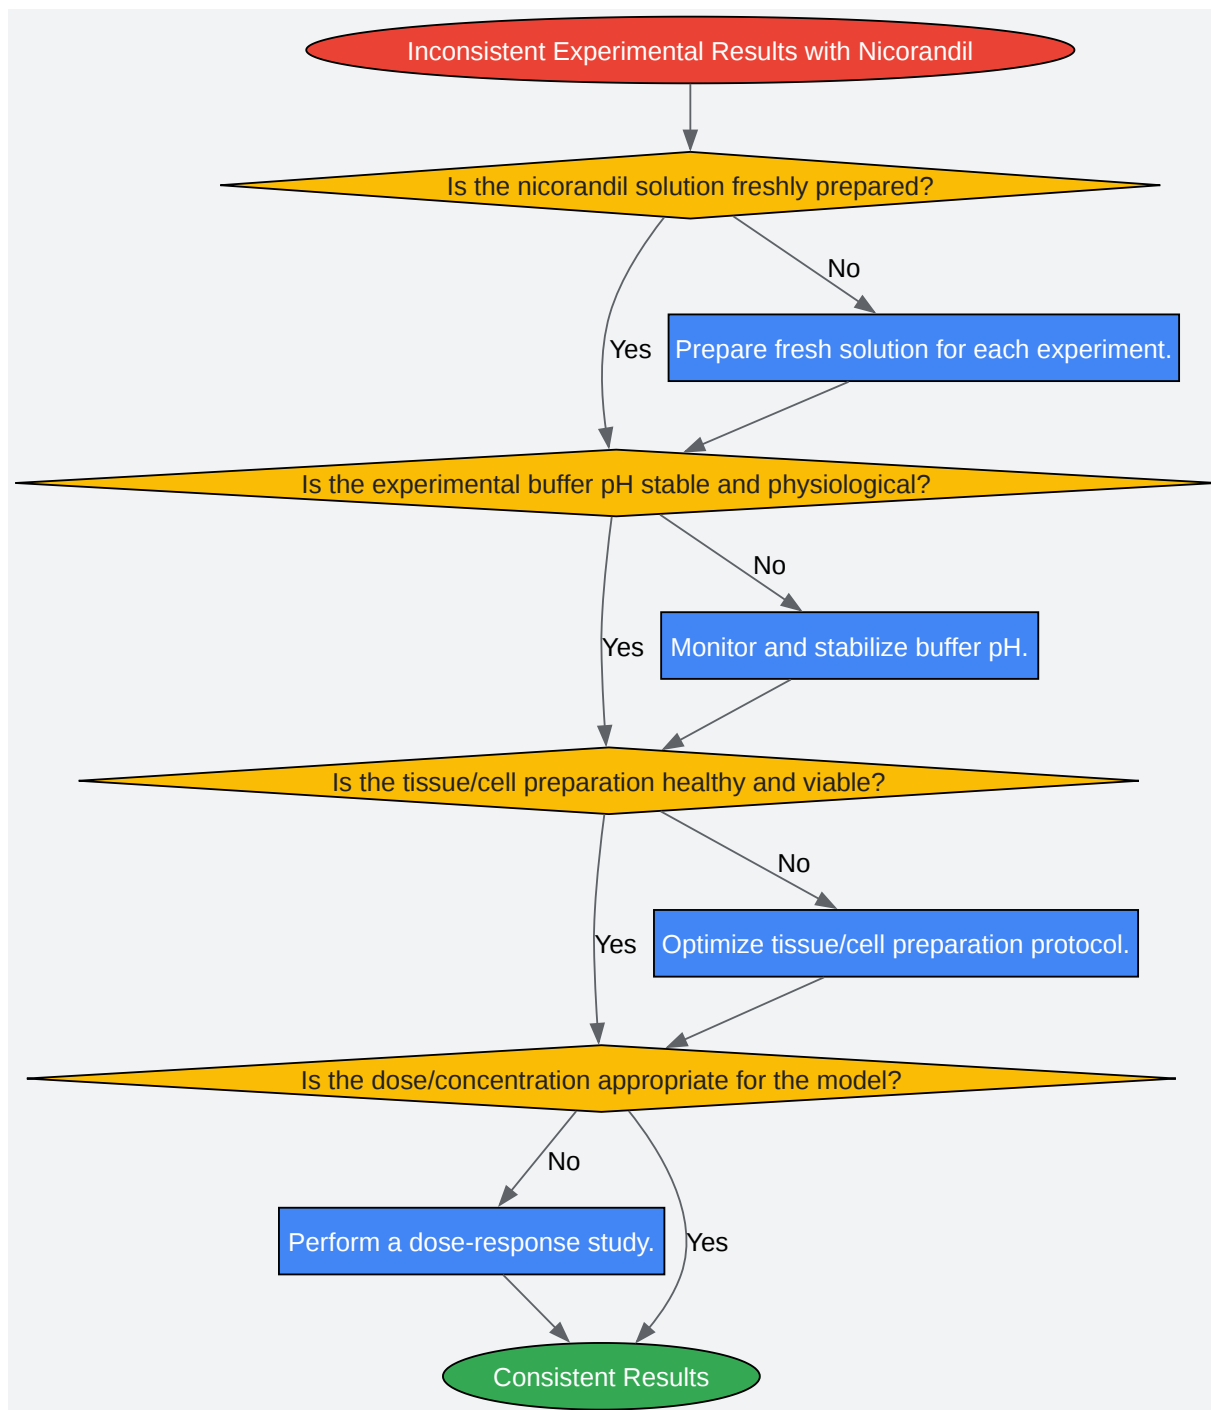 Inconsistent Experimental Results with Nicorandil
Is the nicorandil solution freshly prepared?
No
Yes
Prepare fresh solution for each experiment.
Is the experimental buffer pH stable and physiological?
No
Yes
Monitor and stabilize buffer pH.
Is the tissue/cell preparation healthy and viable?
No
Yes
Optimize tissue/cell preparation protocol.
Is the dose/concentration appropriate for the model?
No
Perform a dose-response study.
Yes
Consistent Results